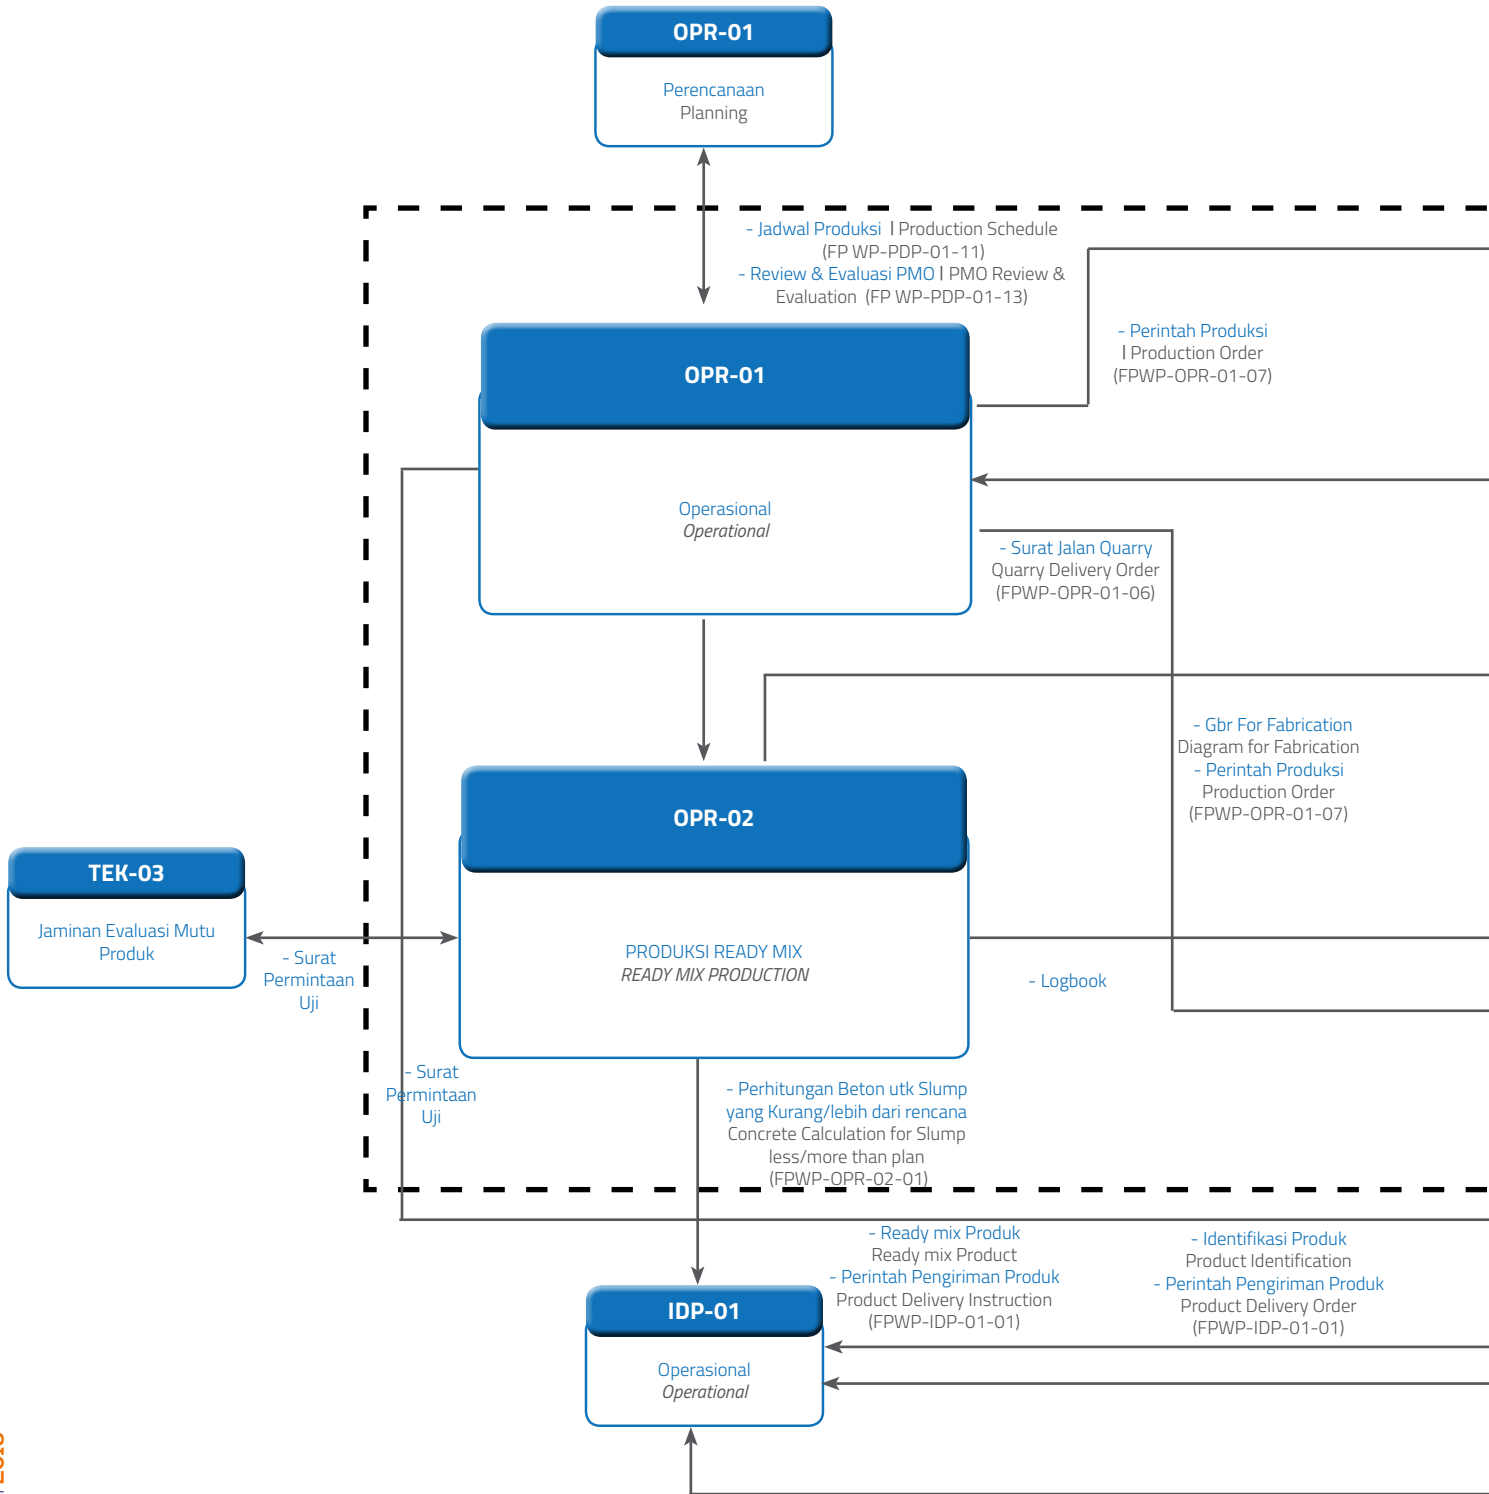 OPR-01
Perencanaan
Planning
- Jadwal Produksi | Production Schedule
(FP WP-PDP-01-11)
- Review & Evaluasi PMO | PMO Review &
Evaluation (FP WP-PDP-01-13)
- Perintah Produksi
| Production Order
(FPWP-OPR-01-07)
OPR-01
Operasional
Operational
- Surat Jalan Quarry
Quarry Delivery Order
(FPWP-OPR-01-06)
- Gbr For Fabrication
Diagram for Fabrication
- Perintah Produksi
Production Order
(FPWP-OPR-01-07)
OPR-02
PRODUKSI READY MIX
READY MIX PRODUCTION
TEK-03
Jaminan Evaluasi Mutu
Produk
- Surat
Permintaan
Uji
- Logbook
- Surat
Permintaan
Uji
- Perhitungan Beton utk Slump
yang Kurang/lebih dari rencana
Concrete Calculation for Slump
less/more than plan
(FPWP-OPR-02-01)
- Ready mix Produk
Ready mix Product
- Perintah Pengiriman Produk
Product Delivery Instruction
(FPWP-IDP-01-01)
- Identifikasi Produk
Product Identification
- Perintah Pengiriman Produk
Product Delivery Order
(FPWP-IDP-01-01)
IDP-01
Operasional
Operational